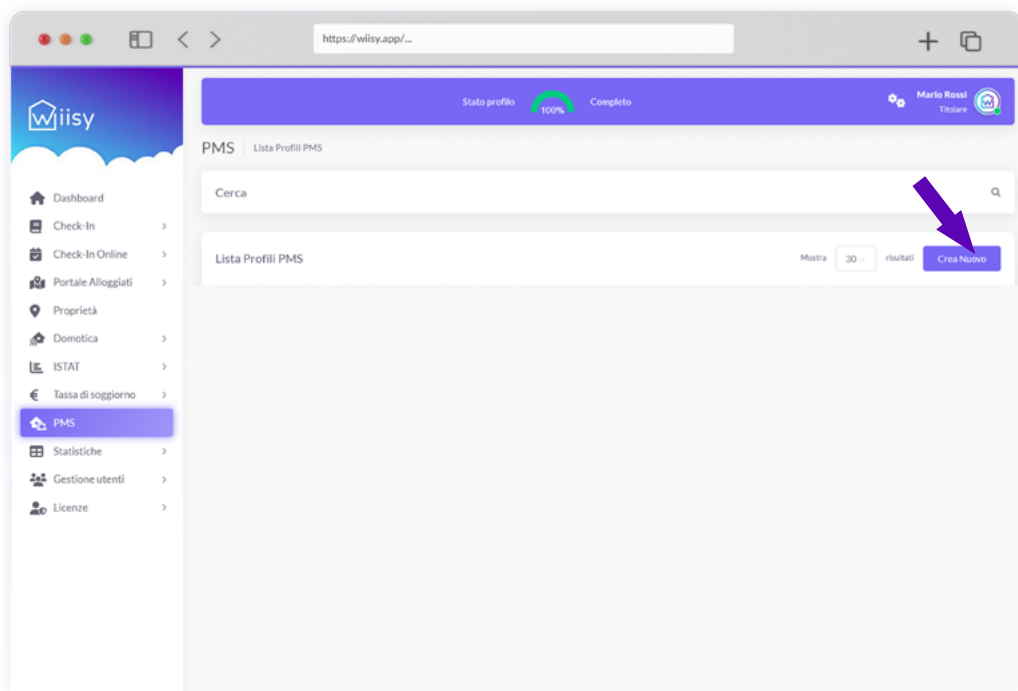 https://wiisy.app/...
Wiisy
Stato profilo 100% Completo
Mario Rossi
Titolare
PMS Lista Profili PMS
Cerca
Lista Profili PMS Mostra 30 risultati Crea Nuovo
Dashboard
Check-In
Check-In Online
Portale Alloggiati
Proprietà
Domotica
ISTAT
Tassa di soggiorno
PMS
Statistiche
Gestione utenti
Licenze